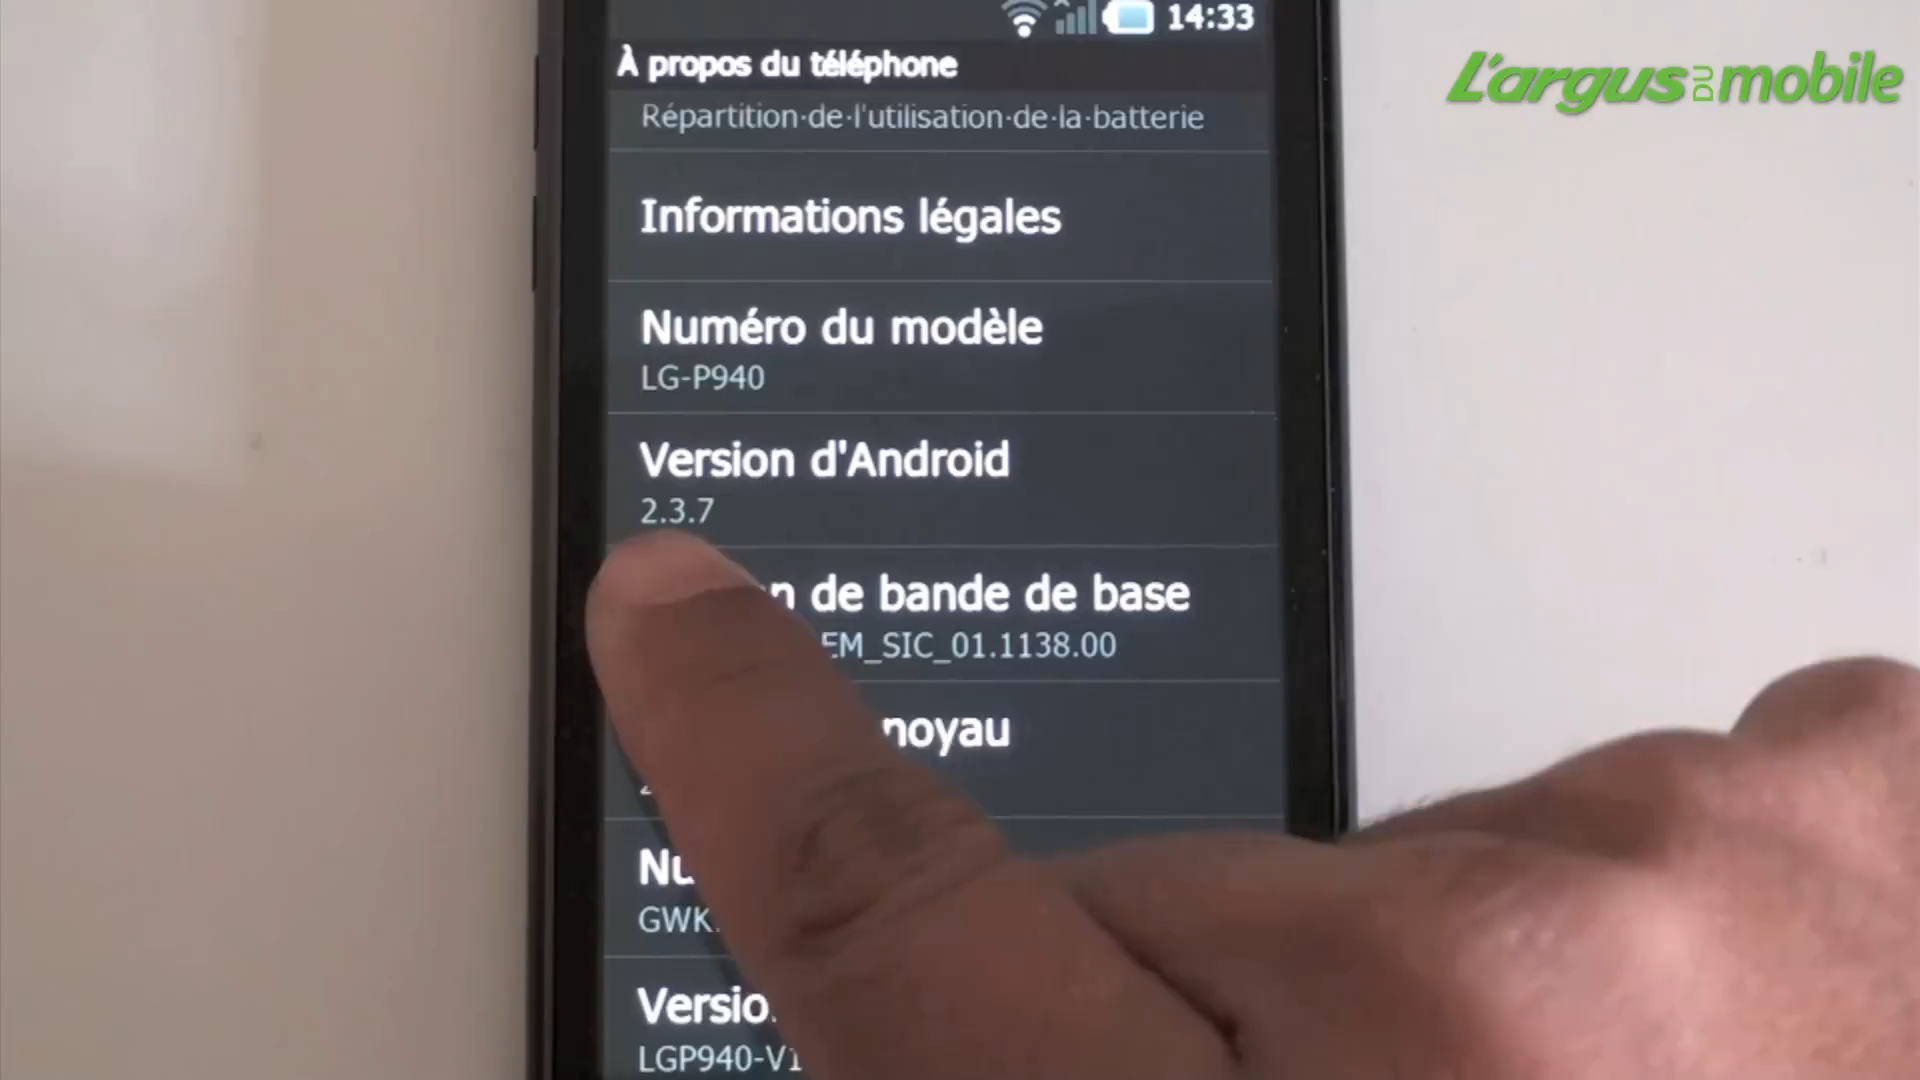 14:33
L'argus DU mobile
À propos du téléphone
Répartition de l'utilisation de la batterie
Informations légales
Numéro du modèle
LG-P940
Version d'Android
2.3.7
de bande de base
EM_SIC_01.1138.00
noyau
GWK
LGP940-V1